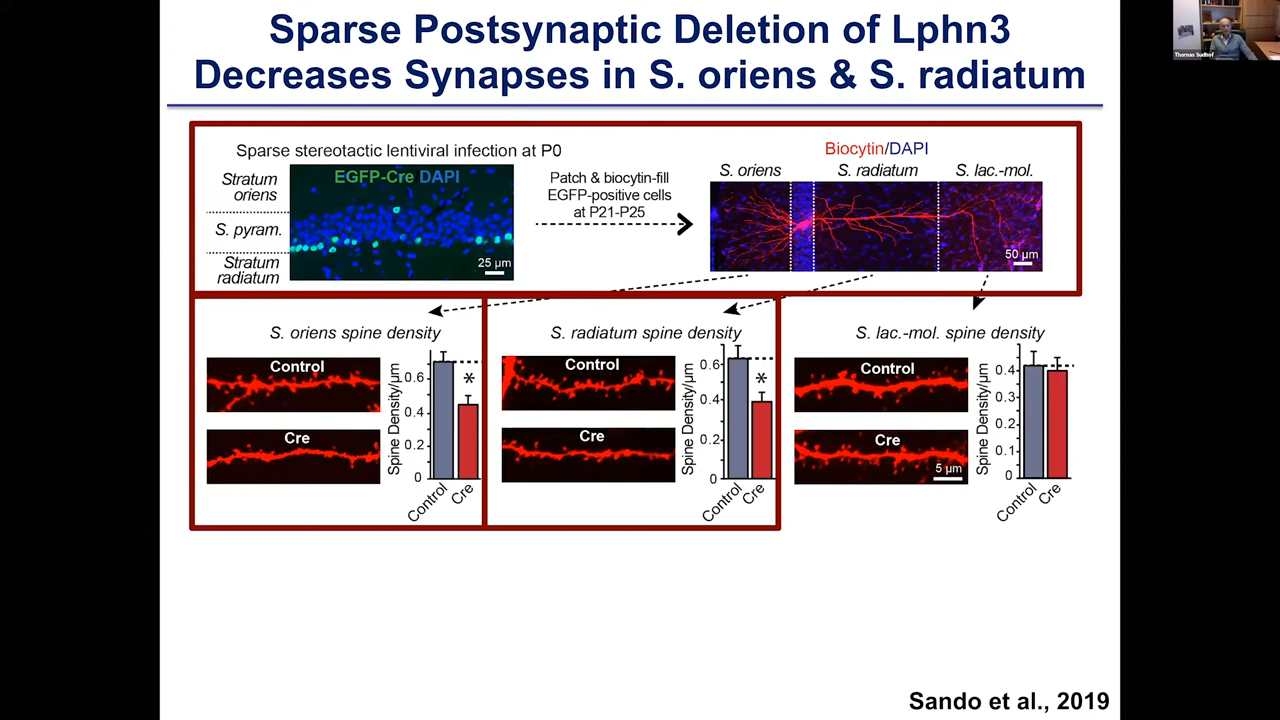 Sparse Postsynaptic Deletion of Lphn3
Decreases Synapses in S. oriens & S. radiatum
Thomas Sudhof
Sparse stereotactic lentiviral infection at P0
Stratum
oriens
S. pyram.
Stratum
radiatum
EGFP-Cre DAPI
25 µm
Patch & biocytin-fill
EGFP-positive cells
at P21-P25
Biocytin/DAPI
S. oriens
S. radiatum
S. lac.-mol.
50 µm
S. oriens spine density
Control
Cre
Spine Density/µm
0.6
0.4
0.2
0
*
Control
Cre
S. radiatum spine density
Control
Cre
Spine Density/µm
0.6
0.4
0.2
0
*
Control
Cre
S. lac.-mol. spine density
Control
Cre
5 µm
Spine Density/µm
0.4
0.3
0.2
0.1
0
Control
Cre
Sando et al., 2019